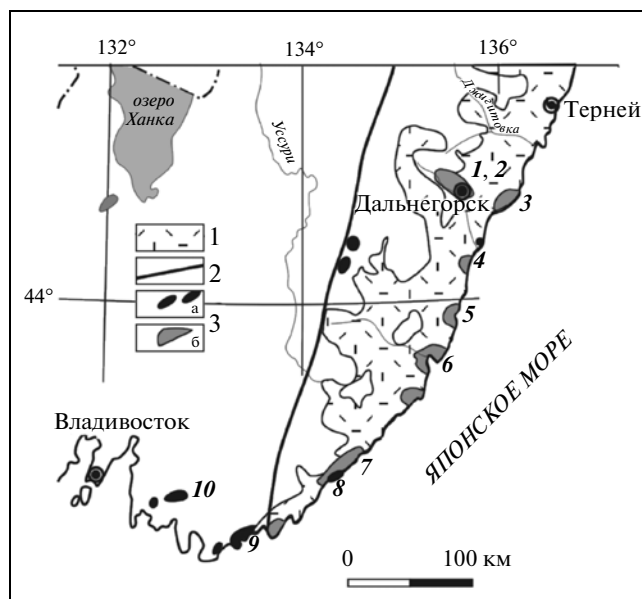 132°
134°
136°
озеро
Ханка
Уссури
Джигитовка
Терней
1, 2
Дальнегорск
3
4
1
2
а
3
б
44°
5
6
ЯПОНСКОЕ МОРЕ
Владивосток
7
8
10
9
0
100 км